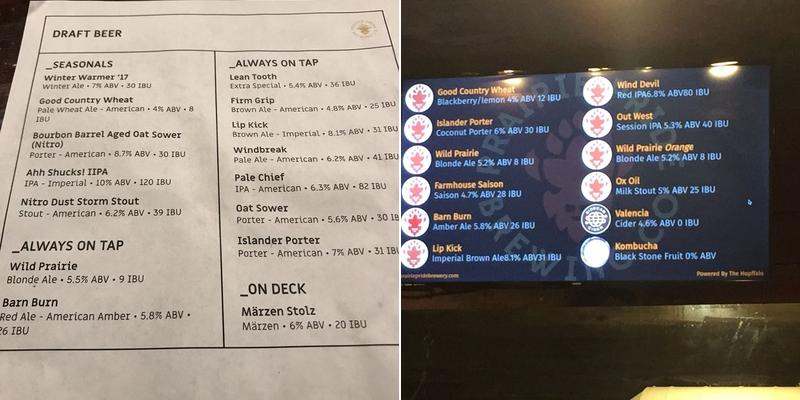 DRAFT BEER
_SEASONALS
Winter Warmer '17
Winter Ale • 7% ABV • 30 IBU
Good Country Wheat
Pale Wheat Ale - American • 4% ABV • 8
IBU
Bourbon Barrel Aged Oat Sower
(Nitro)
Porter - American • 8.7% ABV • 30 IBU
Ahh Shucks! IIPA
IPA - Imperial • 10% ABV • 120 IBU
Nitro Dust Storm Stout
Stout - American • 6.2% ABV • 39 IBU
_ALWAYS ON TAP
Wild Prairie
Blonde Ale • 5.5% ABV • 9 IBU
Barn Burn
Red Ale - American Amber • 5.8% ABV •
26 IBU
_ALWAYS ON TAP
Lean Tooth
Extra Special • 5.4% ABV • 36 IBU
Firm Grip
Brown Ale - American • 4.8% ABV • 25 IBU
Lip Kick
Brown Ale - Imperial • 8.1% ABV • 31 IBU
Windbreak
Pale Ale - American • 6.2% ABV • 41 IBU
Pale Chief
IPA - American • 6.3% ABV • 82 IBU
Oat Sower
Porter - American • 5.6% ABV • 30 IB
Islander Porter
Porter - American • 7% ABV • 31 IB
_ON DECK
Märzen Stolz
Märzen • 6% ABV • 20 IBU
Good Country Wheat
Blackberry/lemon 4% ABV 12 IBU
Islander Porter
Coconut Porter 6% ABV 30 IBU
Wild Prairie
Blonde Ale 5.2% ABV 8 IBU
Farmhouse Saison
Saison 4.7% ABV 28 IBU
Barn Burn
Amber Ale 5.8% ABV 26 IBU
Lip Kick
Imperial Brown Ale8.1% ABV31 IBU
Wind Devil
Red IPA6.8% ABV80 IBU
Out West
Session IPA 5.3% ABV 40 IBU
Wild Prairie Orange
Blonde Ale 5.2% ABV 8 IBU
Ox Oil
Milk Stout 5% ABV 25 IBU
Valencia
Cider 4.6% ABV 0 IBU
Kombucha
Black Stone Fruit 0% ABV
prairiepridebrewery.com
Powered By The Hopffalo